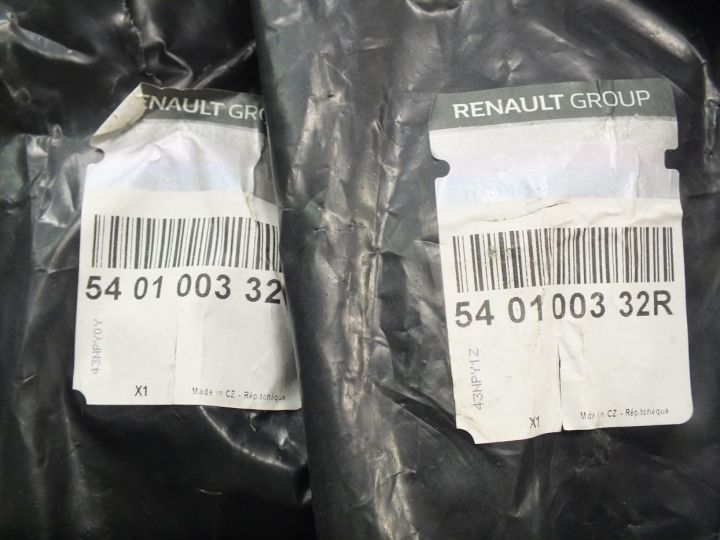 RENAULT GRO
54 01 003 32
43NPY0Y
X1
Made in CZ - Rép.tchèque
RENAULT GROUP
RENAULT
54 01 003 32R
43NPY1Z
X1
Made in CZ - Rép.tchèque